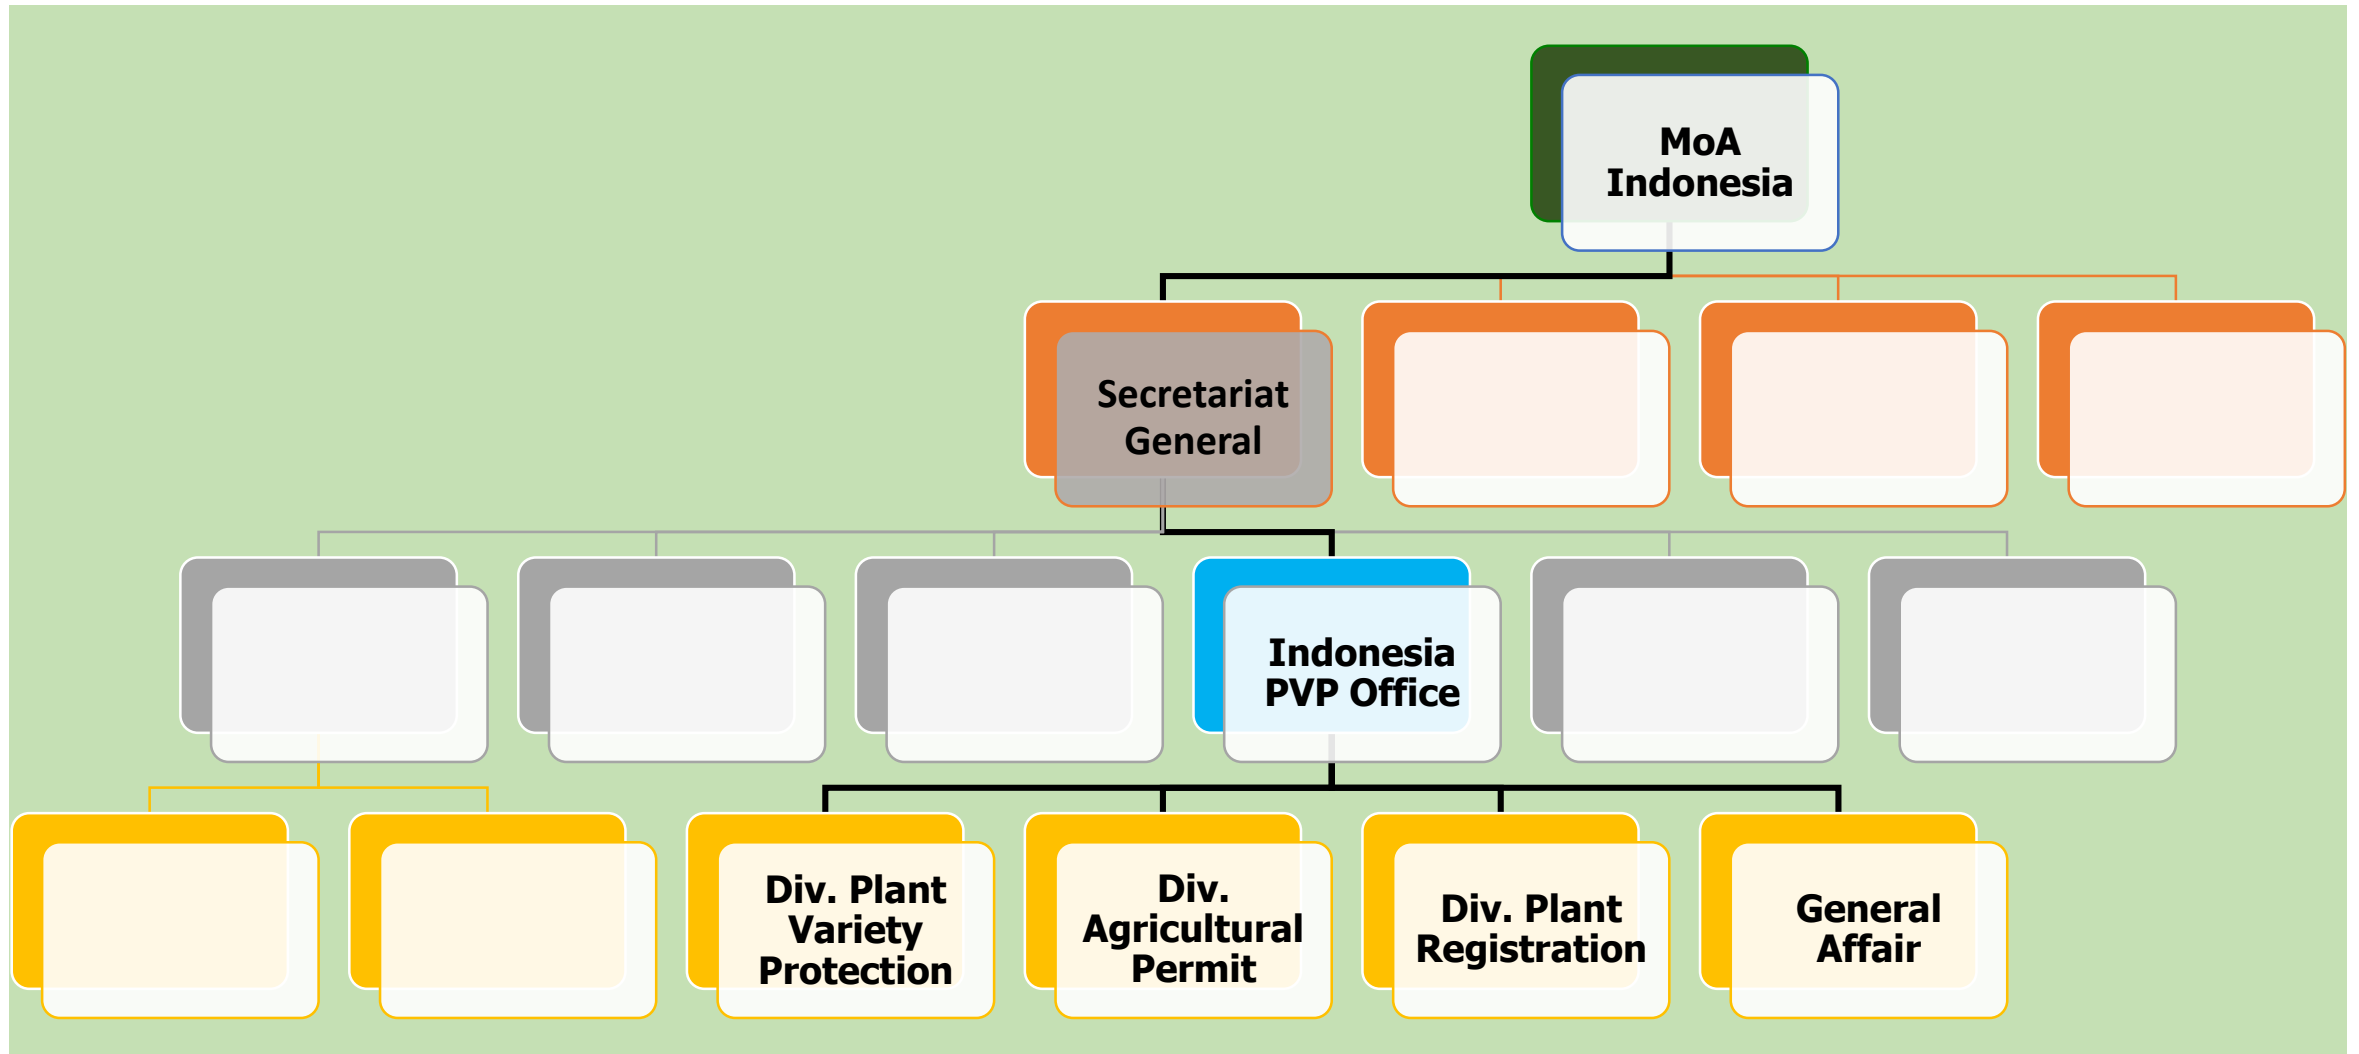 MoA
Indonesia
Secretariat
General
Indonesia
PVP Office
Div. Plant
Variety
Protection
Div.
Agricultural
Permit
Div. Plant
Registration
General
Affair